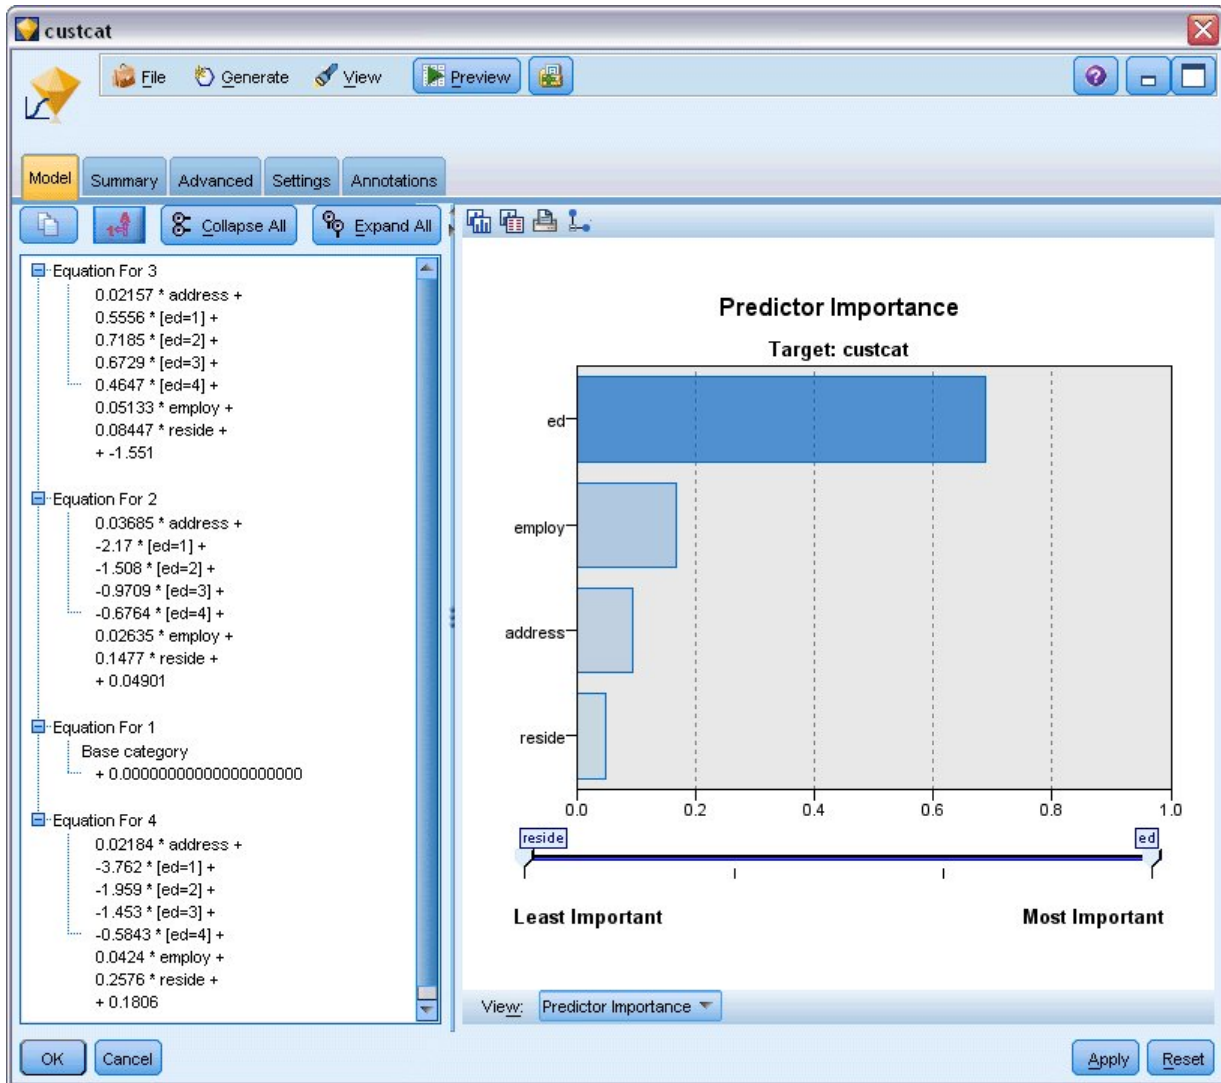 custcat
File Generate View Preview
Model Summary Advanced Settings Annotations
Collapse All Expand All
Equation For 3
0.02157 * address +
0.5556 * [ed=1] +
0.7185 * [ed=2] +
0.6729 * [ed=3] +
0.4647 * [ed=4] +
0.05133 * employ +
0.08447 * reside +
+ -1.551
Equation For 2
0.03685 * address +
-2.17 * [ed=1] +
-1.508 * [ed=2] +
-0.9709 * [ed=3] +
-0.6764 * [ed=4] +
0.02635 * employ +
0.1477 * reside +
+ 0.04901
Equation For 1
Base category
+ 0.00000000000000000000
Equation For 4
0.02184 * address +
-3.762 * [ed=1] +
-1.959 * [ed=2] +
-1.453 * [ed=3] +
-0.5843 * [ed=4] +
0.0424 * employ +
0.2576 * reside +
+ 0.1806
Predictor Importance
Target: custcat
ed
employ
address
reside
0.0 0.2 0.4 0.6 0.8 1.0
reside ed
Least Important Most Important
View: Predictor Importance
OK Cancel Apply Reset